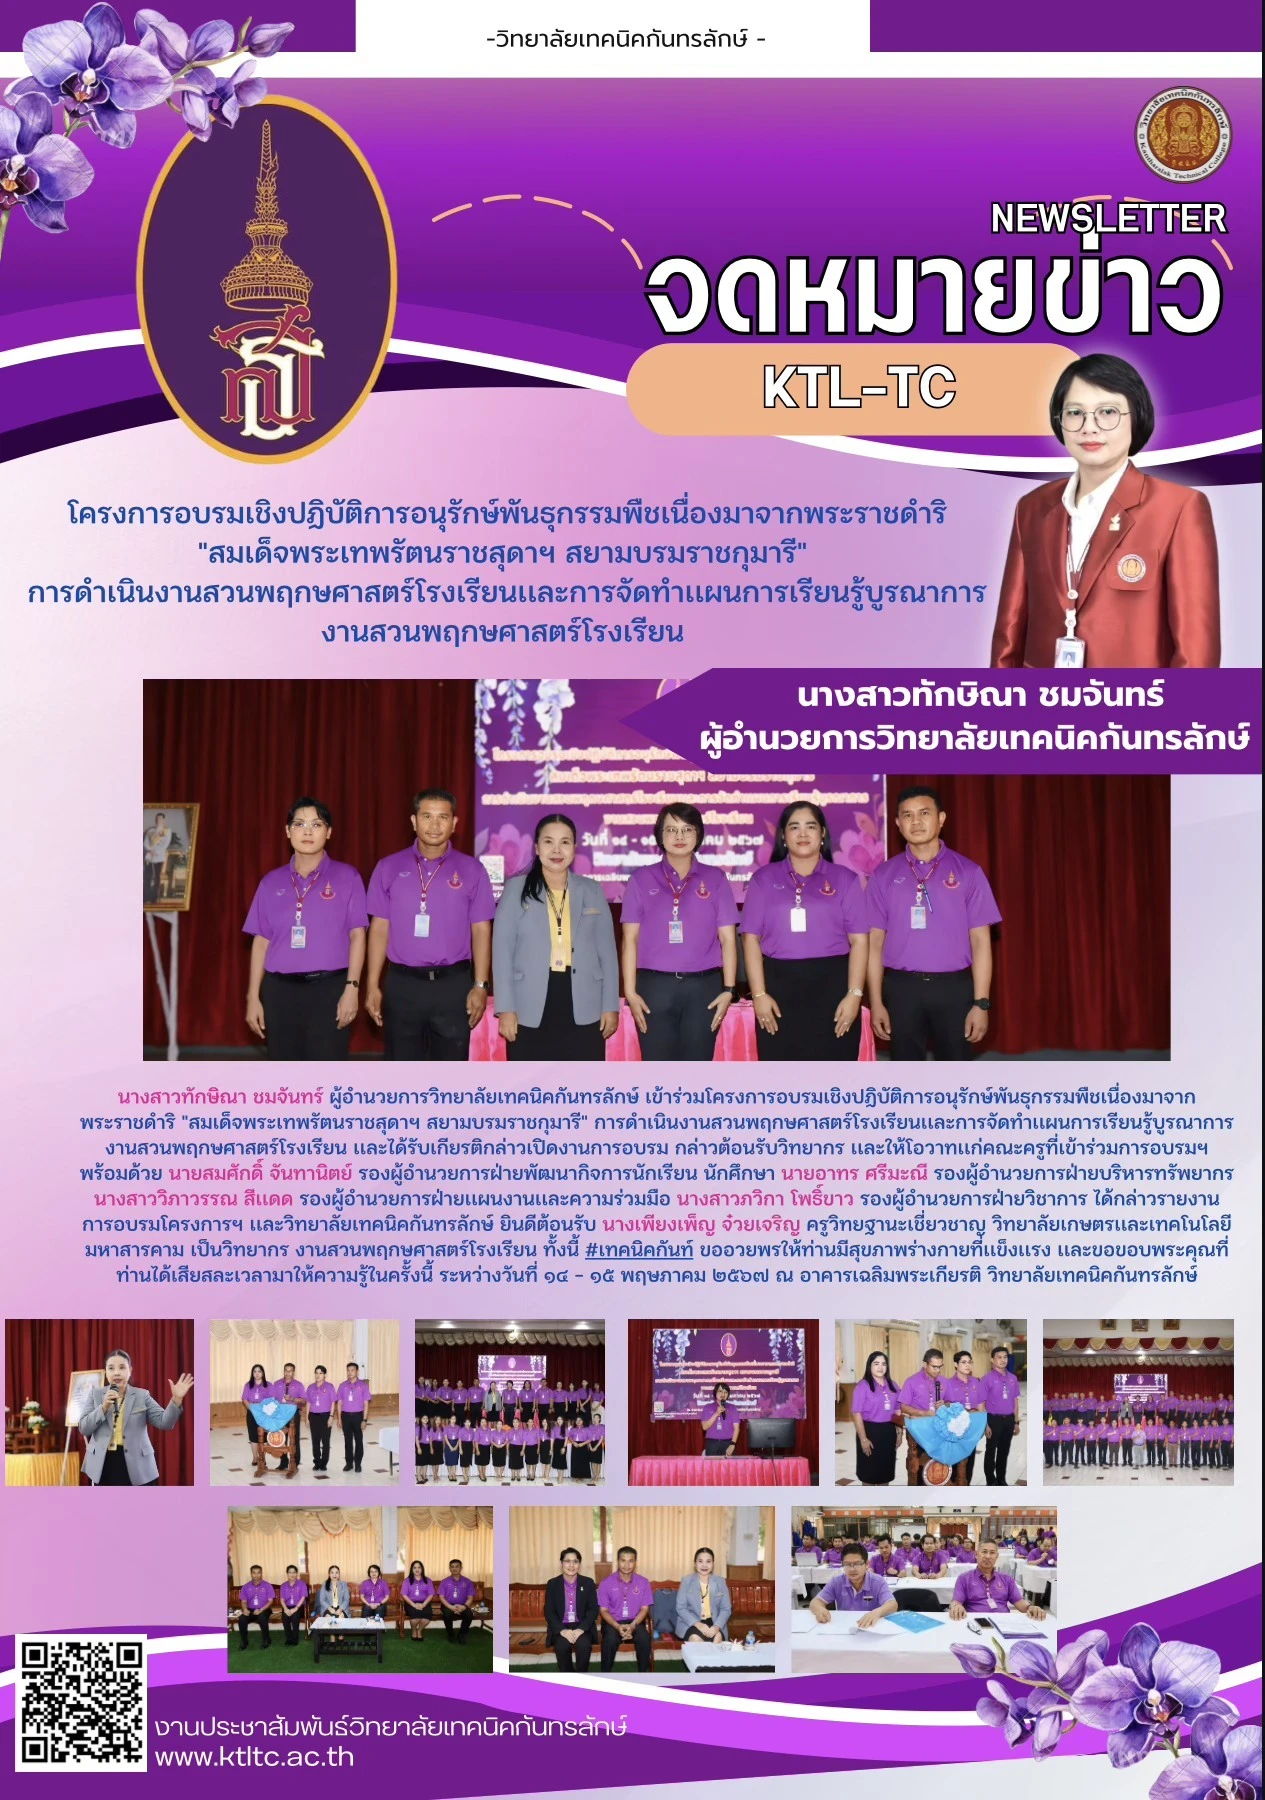 -วิทยาลัยเทคนิคกันทรลักษ์ -
วิทยาลัยเทคนิคกันทรลักษ์
Kantharalak Technical College
NEWSLETTER
จดหมายข่าว
KTL-TC
โครงการอบรมเชิงปฏิบัติการอนุรักษ์พันธุกรรมพืชเนื่องมาจากพระราชดำริ
"สมเด็จพระเทพรัตนราชสุดาฯ สยามบรมราชกุมารี"
การดำเนินงานสวนพฤกษศาสตร์โรงเรียนและการจัดทำแผนการเรียนรู้บูรณาการ
งานสวนพฤกษศาสตร์โรงเรียน
นางสาวทักษิณา ชมจันทร์
ผู้อำนวยการวิทยาลัยเทคนิคกันทรลักษ์
นางสาวทักษิณา ชมจันทร์ ผู้อำนวยการวิทยาลัยเทคนิคกันทรลักษ์ เข้าร่วมโครงการอบรมเชิงปฏิบัติการอนุรักษ์พันธุกรรมพืชเนื่องมาจาก
พระราชดำริ "สมเด็จพระเทพรัตนราชสุดาฯ สยามบรมราชกุมารี" การดำเนินงานสวนพฤกษศาสตร์โรงเรียนและการจัดทำแผนการเรียนรู้บูรณาการ
งานสวนพฤกษศาสตร์โรงเรียน และได้รับเกียรติกล่าวเปิดงานการอบรม กล่าวต้อนรับวิทยากร และให้โอวาทแก่คณะครูที่เข้าร่วมการอบรมฯ
พร้อมด้วย นายสมศักดิ์ จันทานิตย์ รองผู้อำนวยการฝ่ายพัฒนากิจการนักเรียน นักศึกษา นายอาทร ศรีมะณี รองผู้อำนวยการฝ่ายบริหารทรัพยากร
นางสาววิภาวรรณ สีแดด รองผู้อำนวยการฝ่ายแผนงานและความร่วมมือ นางสาวภวิกา โพธิ์ขาว รองผู้อำนวยการฝ่ายวิชาการ ได้กล่าวรายงาน
การอบรมโครงการฯ และวิทยาลัยเทคนิคกันทรลักษ์ ยินดีต้อนรับ นางเพียงเพ็ญ จ๋วยเจริญ ครูวิทยฐานะเชี่ยวชาญ วิทยาลัยเกษตรและเทคโนโลยี
มหาสารคาม เป็นวิทยากร งานสวนพฤกษศาสตร์โรงเรียน ทั้งนี้ #เทคนิคกันท์ ขออวยพรให้ท่านมีสุขภาพร่างกายที่แข็งแรง และขอขอบพระคุณที่
ท่านได้เสียสละเวลามาให้ความรู้ในครั้งนี้ ระหว่างวันที่ ๑๔ - ๑๕ พฤษภาคม ๒๕๖๗ ณ อาคารเฉลิมพระเกียรติ วิทยาลัยเทคนิคกันทรลักษ์
งานประชาสัมพันธ์วิทยาลัยเทคนิคกันทรลักษ์
www.ktltc.ac.th